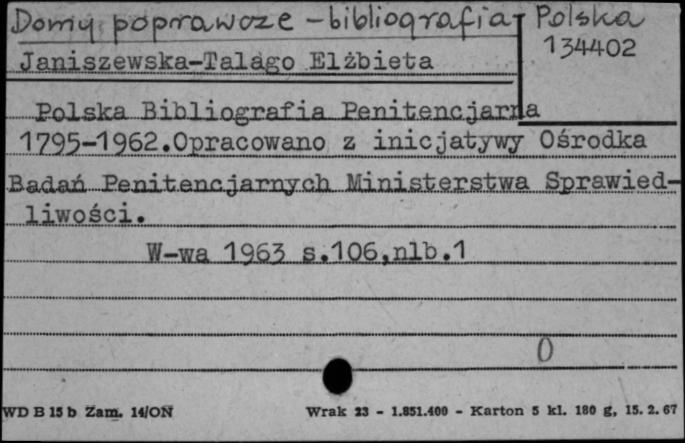 Domy poprawcze - bibliografia - Polska
134402
Janiszewska-Talago Elżbieta
Polska Bibliografia Penitencjarna
1795-1962.Opracowano z inicjatywy Ośrodka
Badań Penitencjarnych Ministerstwa Sprawied-
liwości.
W-wa 1963 s.106,nlb.1
0
WD B 15 b Zam. 14/ON Wrak 23 - 1.851.400 - Karton 5 kl. 180 g, 15. 2. 67